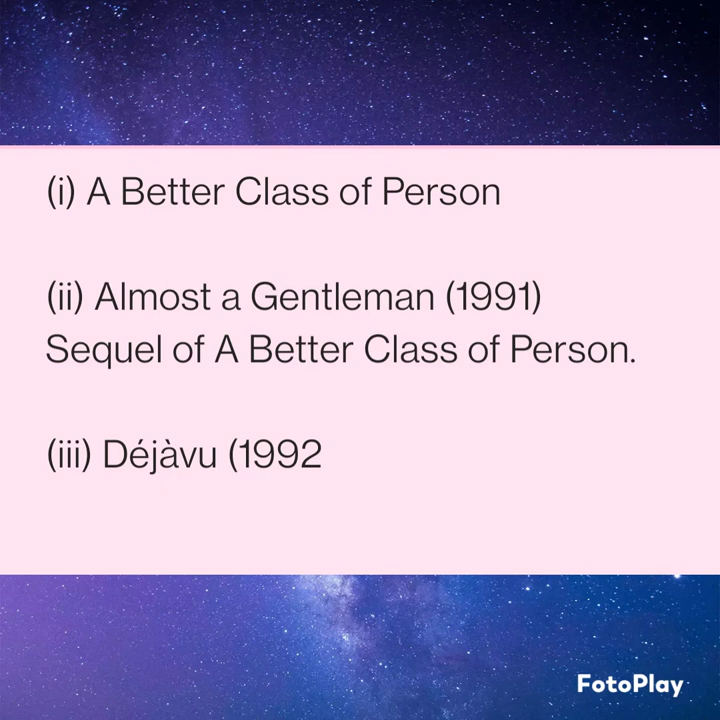 (i) A Better Class of Person
(ii) Almost a Gentleman (1991)
Sequel of A Better Class of Person.
(iii) Déjàvu (1992
FotoPlay